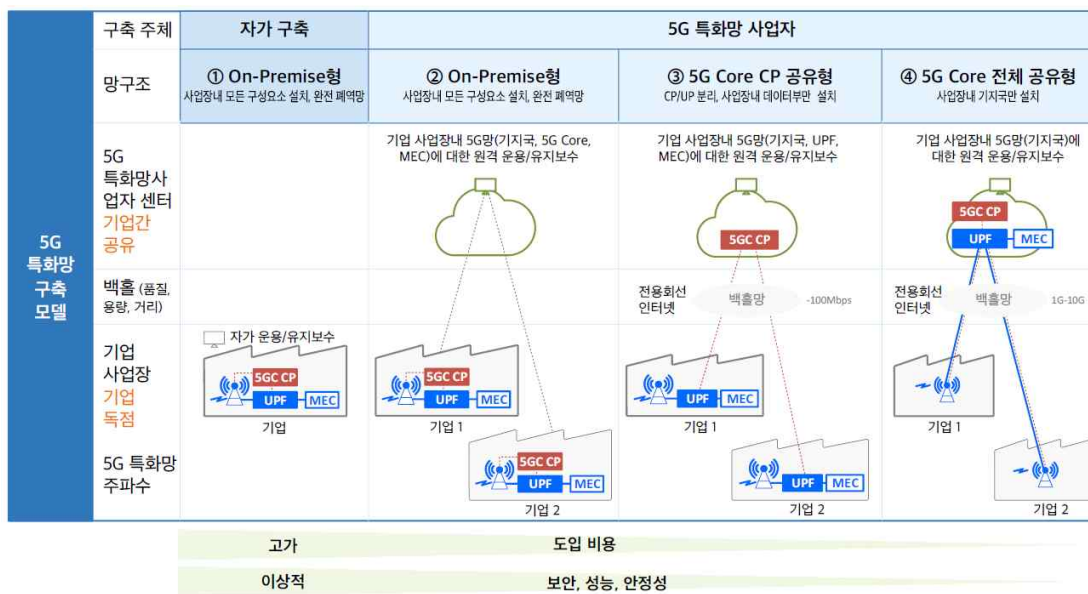 구축 주체
자가 구축
5G 특화망 사업자
망구조
① On-Premise형
사업장내 모든 구성요소 설치, 완전 폐역망
② On-Premise형
사업장내 모든 구성요소 설치, 완전 폐역망
③ 5G Core CP 공유형
CP/UP 분리, 사업장내 데이터부만 설치
④ 5G Core 전체 공유형
사업장내 기지국만 설치
5G
특화망
구축
모델
5G
특화망사
업자 센터
기업간
공유
기업 사업장내 5G망(기지국, 5G Core,
MEC)에 대한 원격 운용/유지보수
기업 사업장내 5G망(기지국, UPF,
MEC)에 대한 원격 운용/유지보수
5GC CP
기업 사업장내 5G망(기지국)에
대한 원격 운용/유지보수
5GC CP
UPF
MEC
백홀 (품질,
용량, 거리)
전용회선
인터넷
백홀망
~100Mbps
전용회선
인터넷
백홀망
1G-10G
기업
사업장
기업
독점
자가 운용/유지보수
5GC CP
UPF
MEC
기업
5GC CP
UPF
MEC
기업 1
UPF
MEC
기업 1
기업 1
5G 특화망
주파수
5GC CP
UPF
MEC
기업 2
UPF
MEC
기업 2
기업 2
고가
도입 비용
이상적
보안, 성능, 안정성